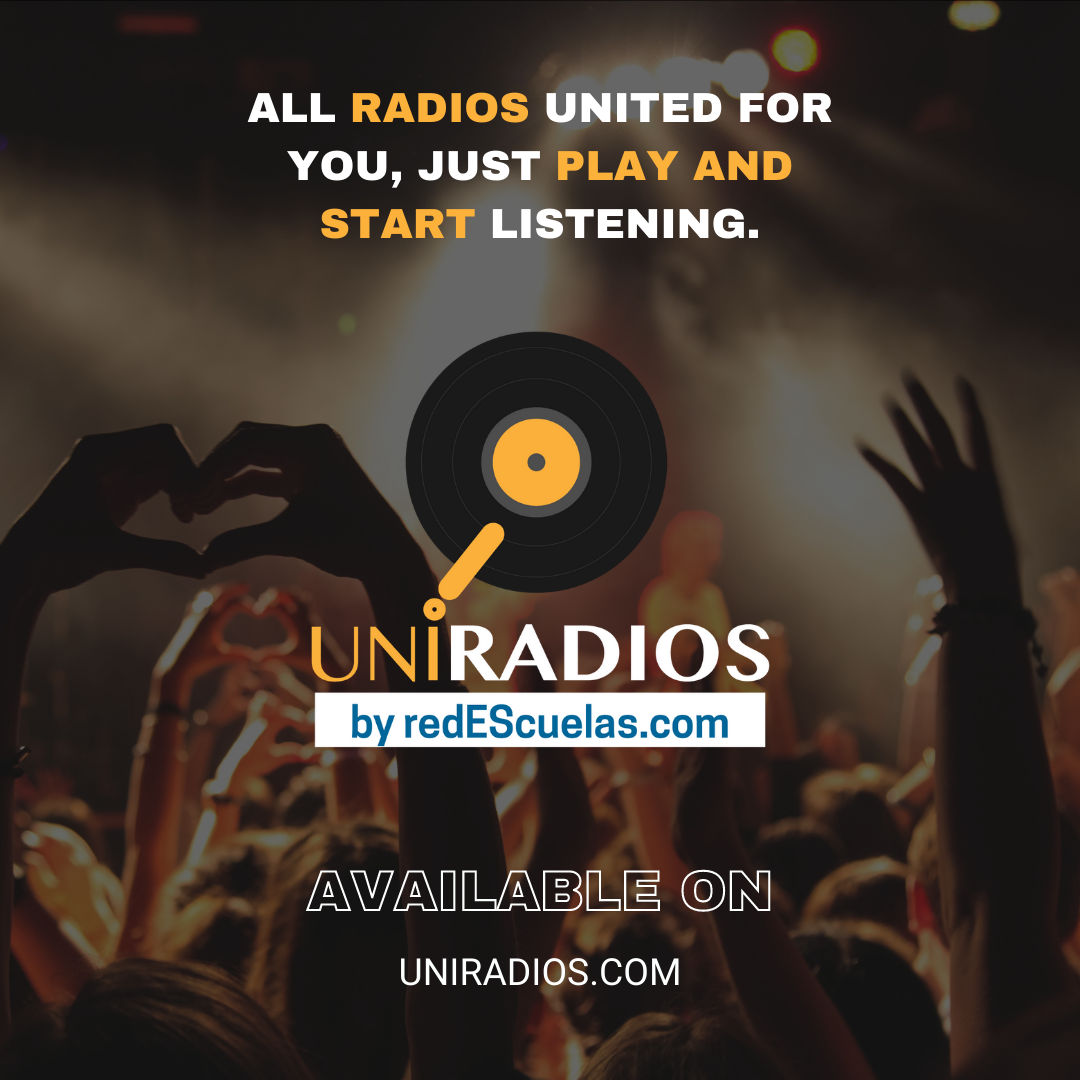 ALL RADIOS UNITED FOR
YOU, JUST PLAY AND
START LISTENING.
UNiRADIOS
by redEScuelas.com
AVAILABLE ON
UNIRADIOS.COM